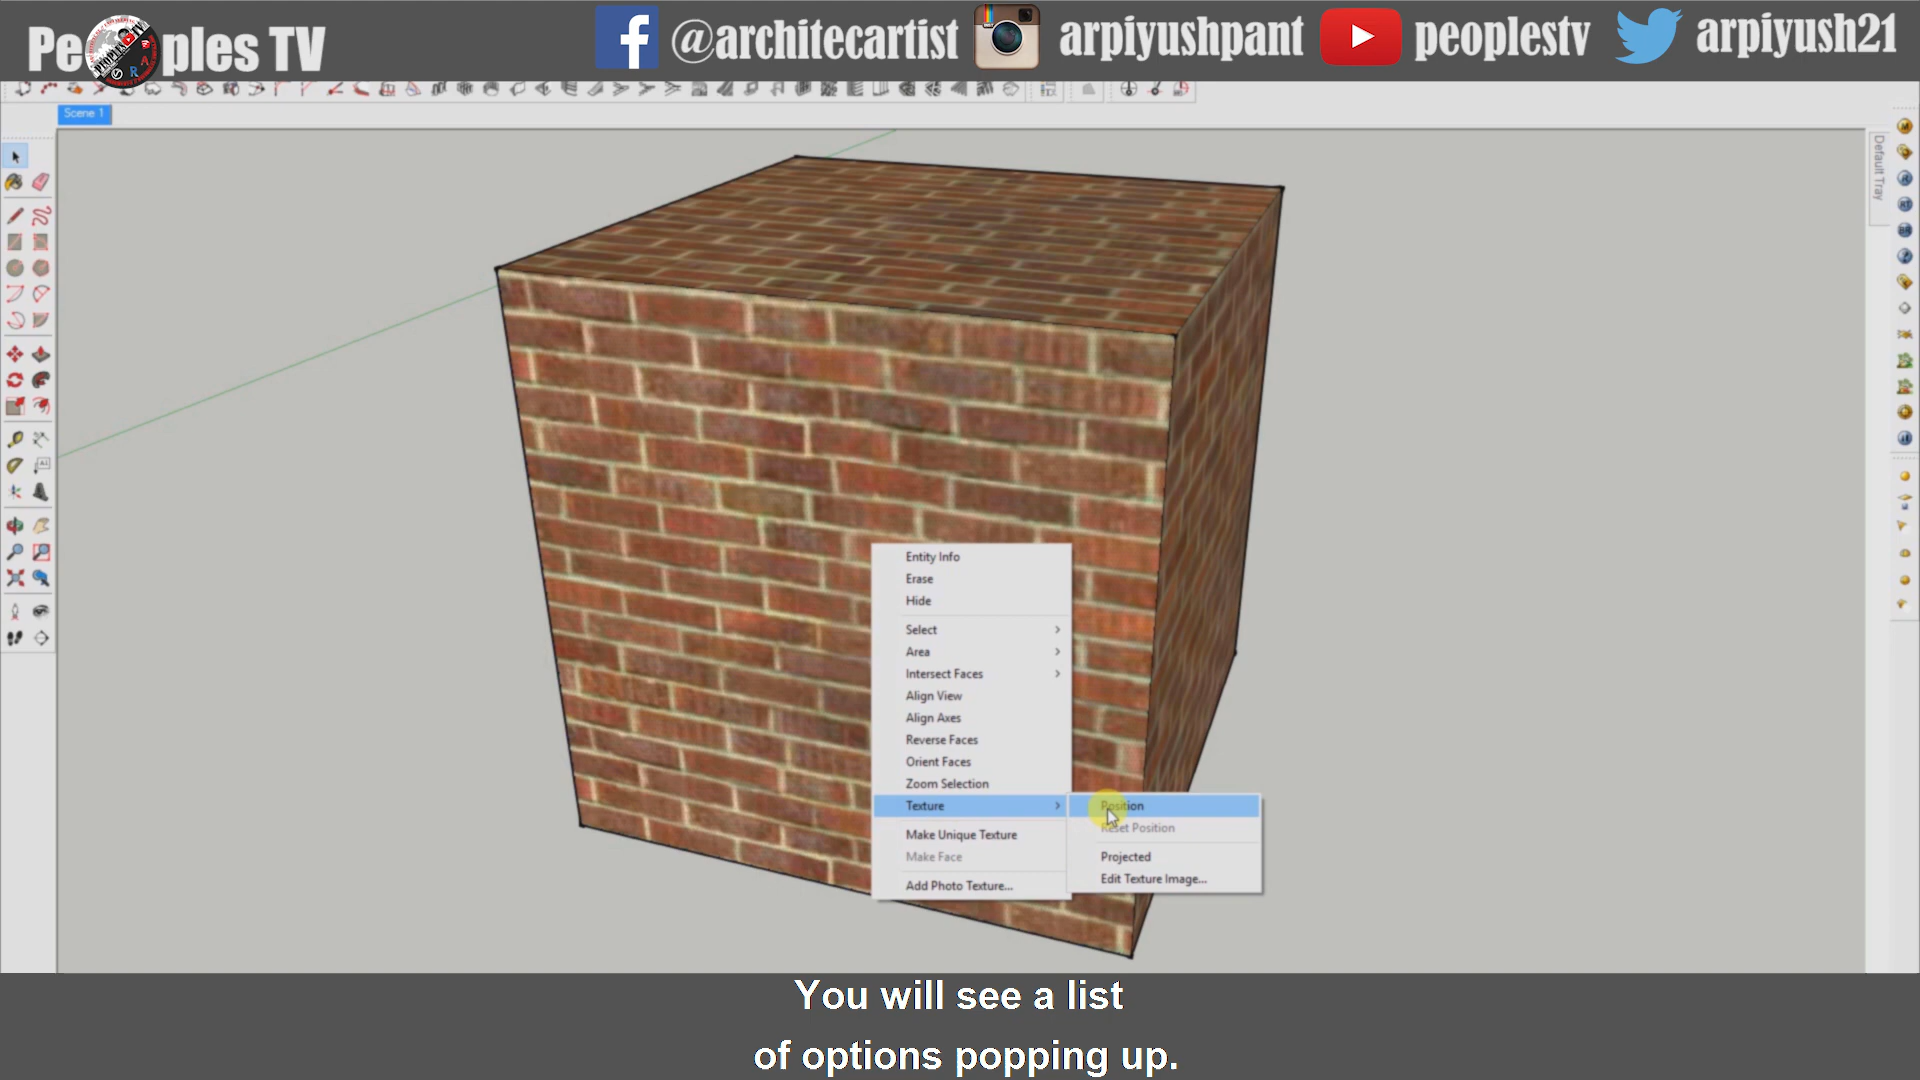 Peoples TV
@architecartist
arpiyushpant
peoplestv
arpiyush21
Scene 1
Default Tray
Entity Info
Erase
Hide
Select
Area
Intersect Faces
Align View
Align Axes
Reverse Faces
Orient Faces
Zoom Selection
Texture
Make Unique Texture
Make Face
Add Photo Texture...
Position
Reset Position
Projected
Edit Texture Image...
You will see a list
of options popping up.